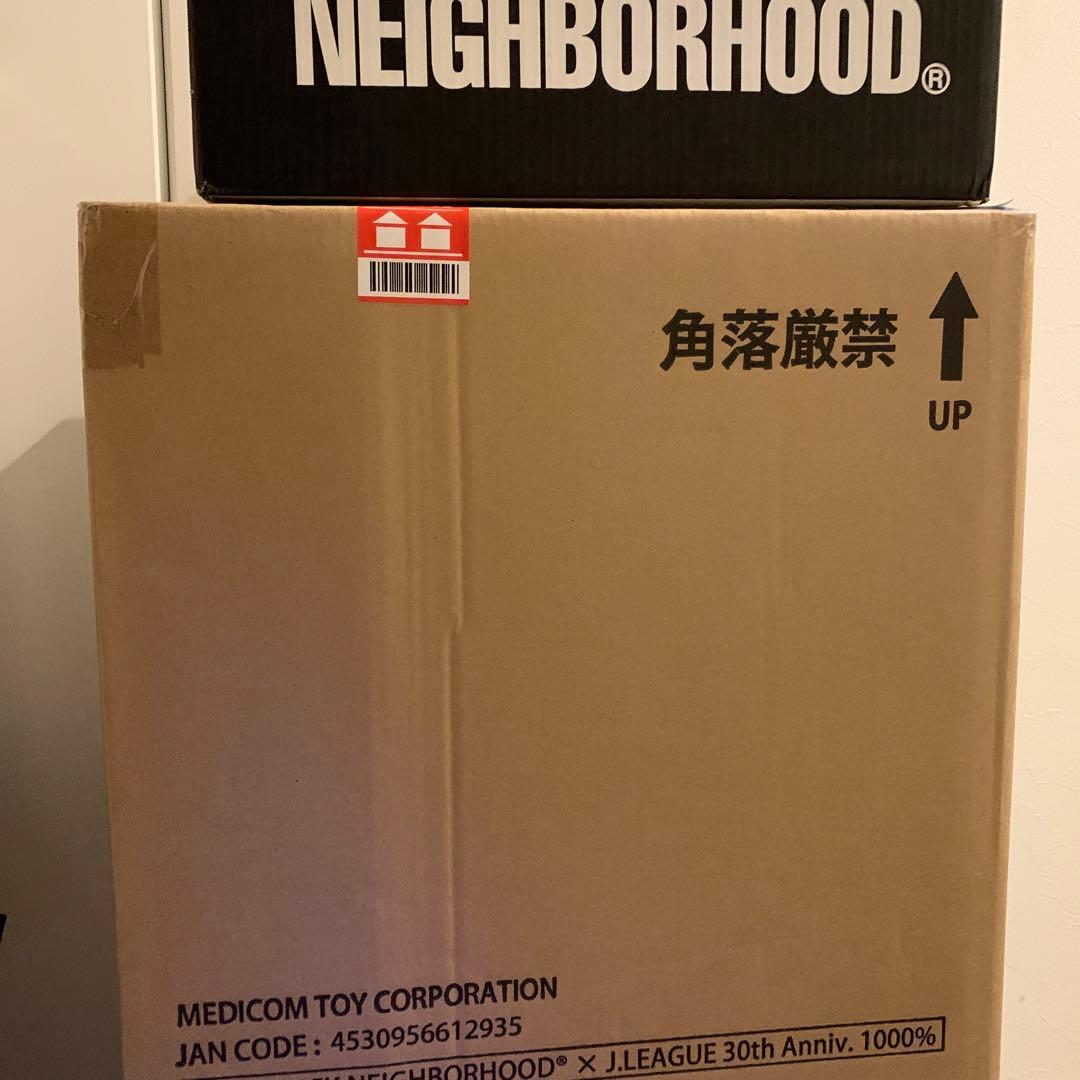 NEIGHBORHOOD®
角落厳禁
UP
MEDICOM TOY CORPORATION
JAN CODE : 4530956612935
NEIGHBORHOOD® × J.LEAGUE 30th Anniv. 1000%